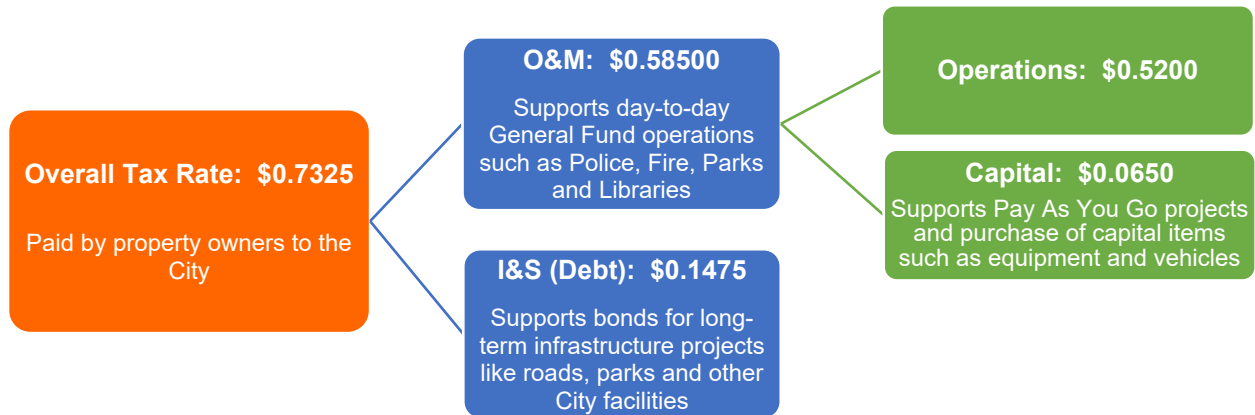 Overall Tax Rate: $0.7325
Paid by property owners to the
City
O&M: $0.58500
Supports day-to-day
General Fund operations
such as Police, Fire, Parks
and Libraries
I&S (Debt): $0.1475
Supports bonds for long-
term infrastructure projects
like roads, parks and other
City facilities
Operations: $0.5200
Capital: $0.0650
Supports Pay As You Go projects
and purchase of capital items
such as equipment and vehicles